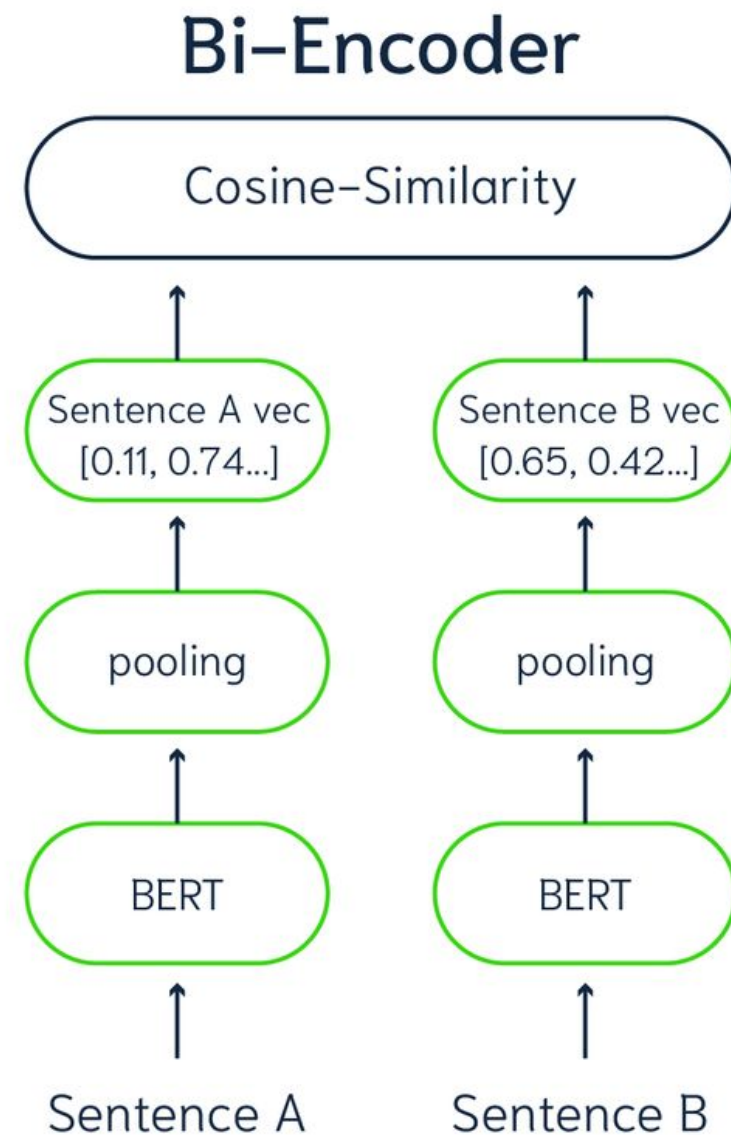 Bi-Encoder
Cosine-Similarity
Sentence A vec
[0.11, 0.74...]
Sentence B vec
[0.65, 0.42...]
pooling
pooling
BERT
BERT
Sentence A
Sentence B